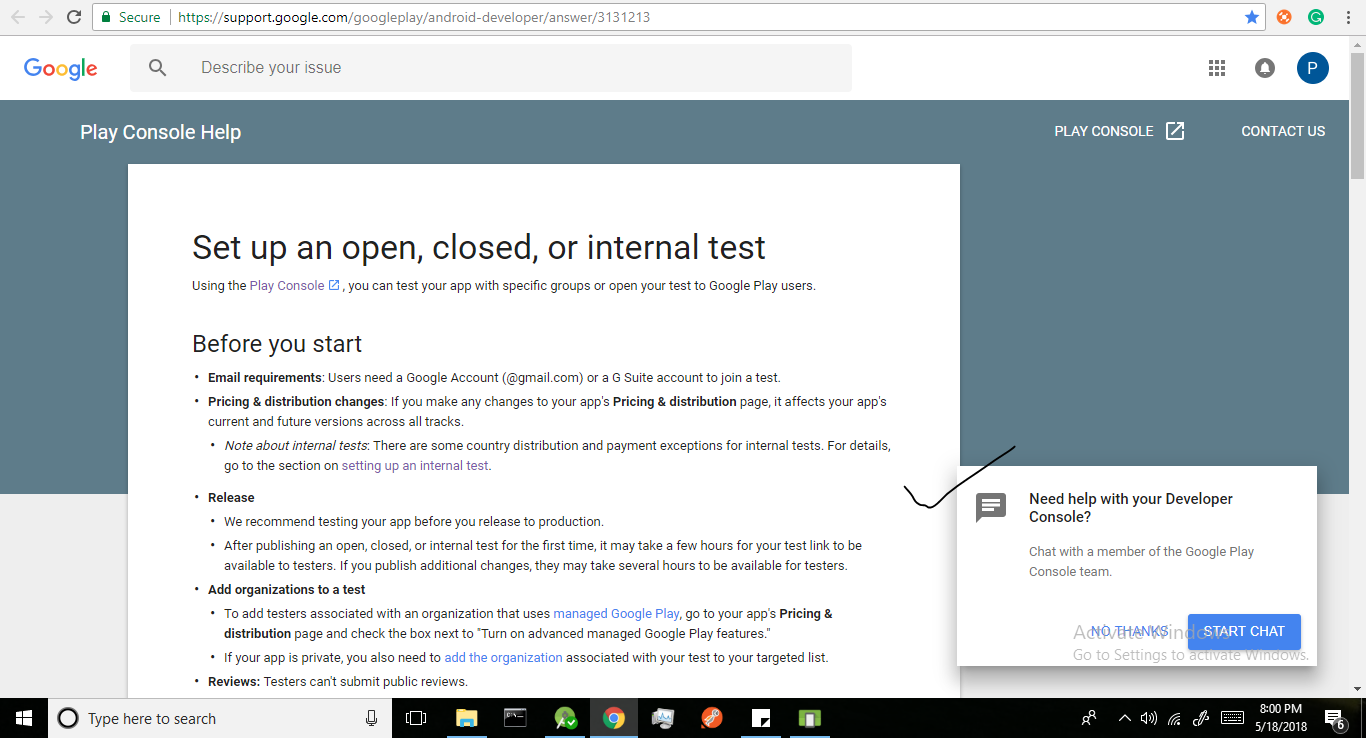 Secure
https://support.google.com/googleplay/android-developer/answer/3131213
Google
Describe your issue
P
Play Console Help
PLAY CONSOLE
CONTACT US
Set up an open, closed, or internal test
Using the Play Console , you can test your app with specific groups or open your test to Google Play users.
Before you start
• Email requirements: Users need a Google Account (@gmail.com) or a G Suite account to join a test.
• Pricing & distribution changes: If you make any changes to your app's Pricing & distribution page, it affects your app's
current and future versions across all tracks.
• Note about internal tests: There are some country distribution and payment exceptions for internal tests. For details,
go to the section on setting up an internal test.
• Release
• We recommend testing your app before you release to production.
• After publishing an open, closed, or internal test for the first time, it may take a few hours for your test link to be
available to testers. If you publish additional changes, they may take several hours to be available for testers.
• Add organizations to a test
• To add testers associated with an organization that uses managed Google Play, go to your app's Pricing &
distribution page and check the box next to "Turn on advanced managed Google Play features."
• If your app is private, you also need to add the organization associated with your test to your targeted list.
• Reviews: Testers can't submit public reviews.
Need help with your Developer
Console?
Chat with a member of the Google Play
Console team.
NO THANKS
START CHAT
Activate Windows
Go to Settings to activate Windows.
Type here to search
8:00 PM
5/18/2018
6